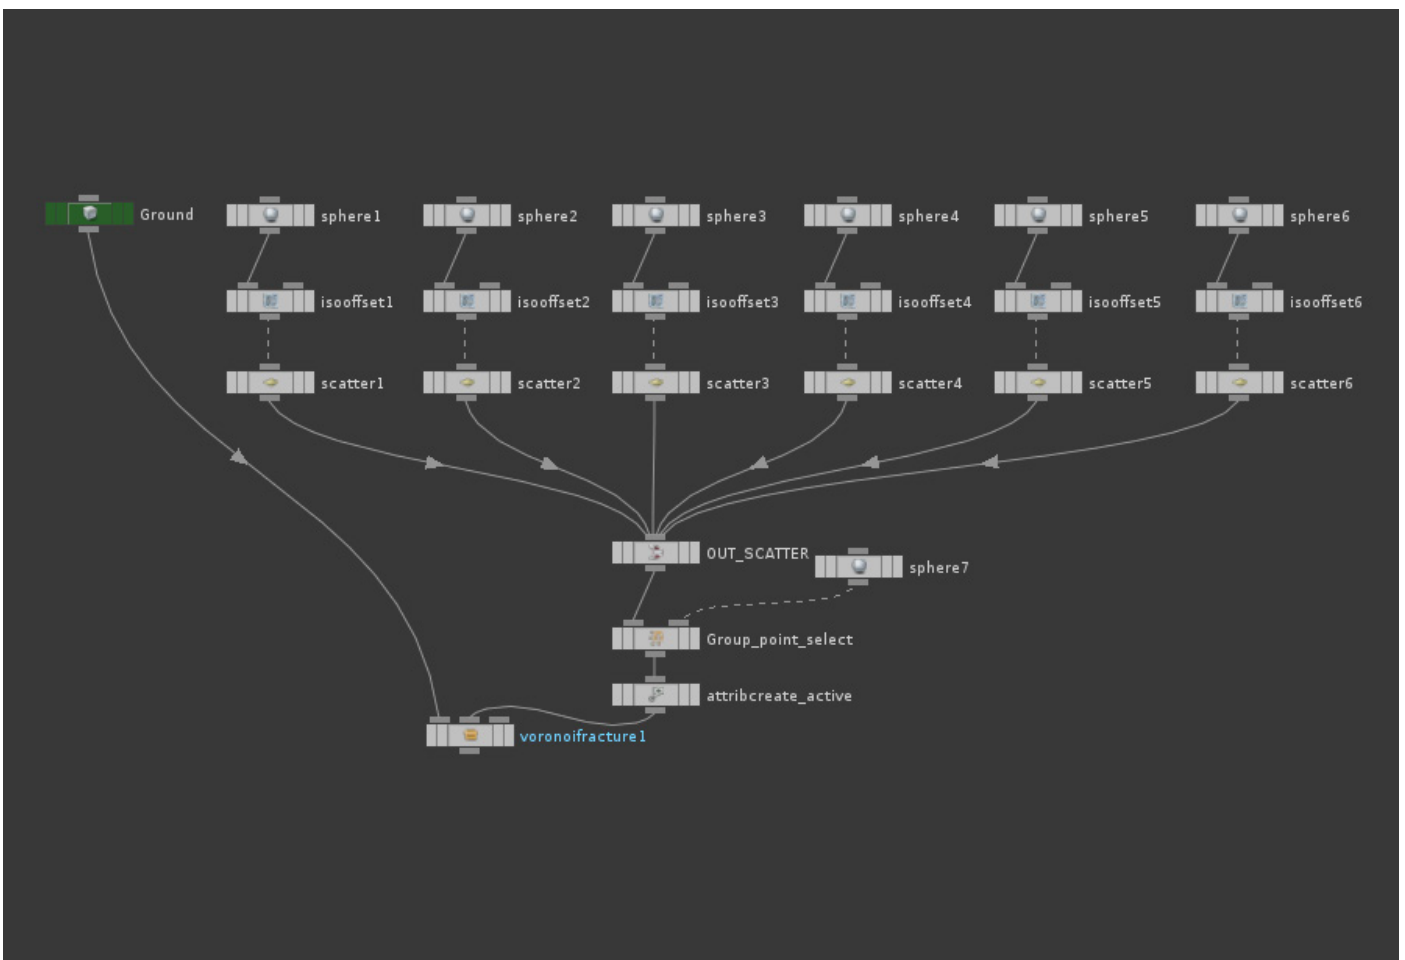 Ground
sphere1
sphere2
sphere3
sphere4
sphere5
sphere6
isooffset1
isooffset2
isooffset3
isooffset4
isooffset5
isooffset6
scatter1
scatter2
scatter3
scatter4
scatter5
scatter6
OUT_SCATTER
sphere7
Group_point_select
attribcreate_active
voronoifracture1